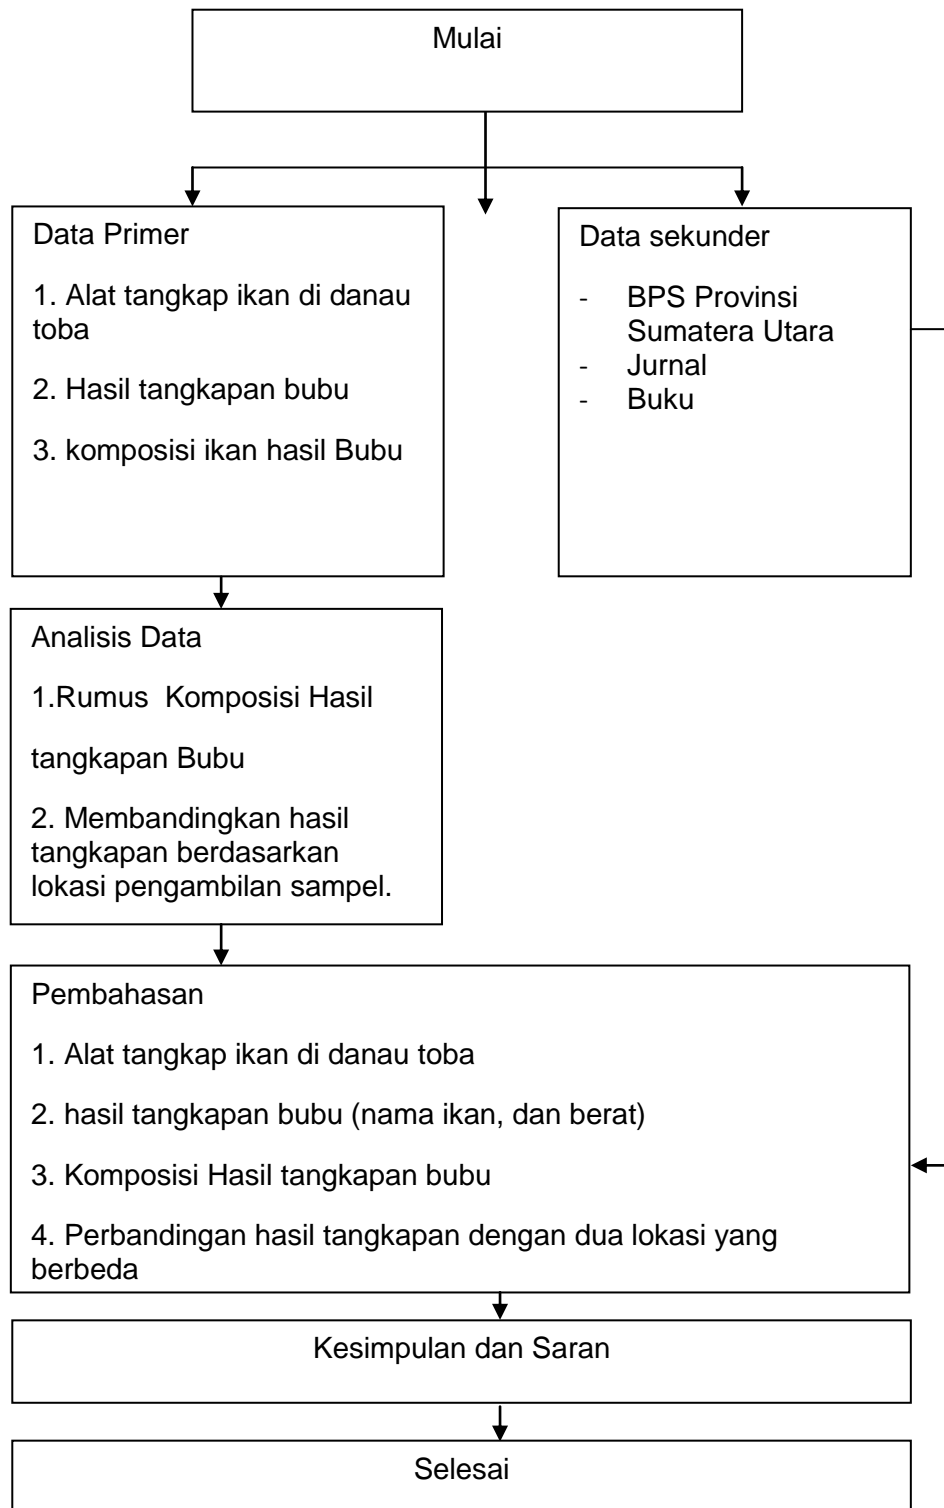 Mulai
Data Primer
1. Alat tangkap ikan di danau
toba
2. Hasil tangkapan bubu
3. komposisi ikan hasil Bubu
Data sekunder
- BPS Provinsi
Sumatera Utara
- Jurnal
- Buku
Analisis Data
1.Rumus Komposisi Hasil
tangkapan Bubu
2. Membandingkan hasil
tangkapan berdasarkan
lokasi pengambilan sampel.
Pembahasan
1. Alat tangkap ikan di danau toba
2. hasil tangkapan bubu (nama ikan, dan berat)
3. Komposisi Hasil tangkapan bubu
4. Perbandingan hasil tangkapan dengan dua lokasi yang
berbeda
Kesimpulan dan Saran
Selesai